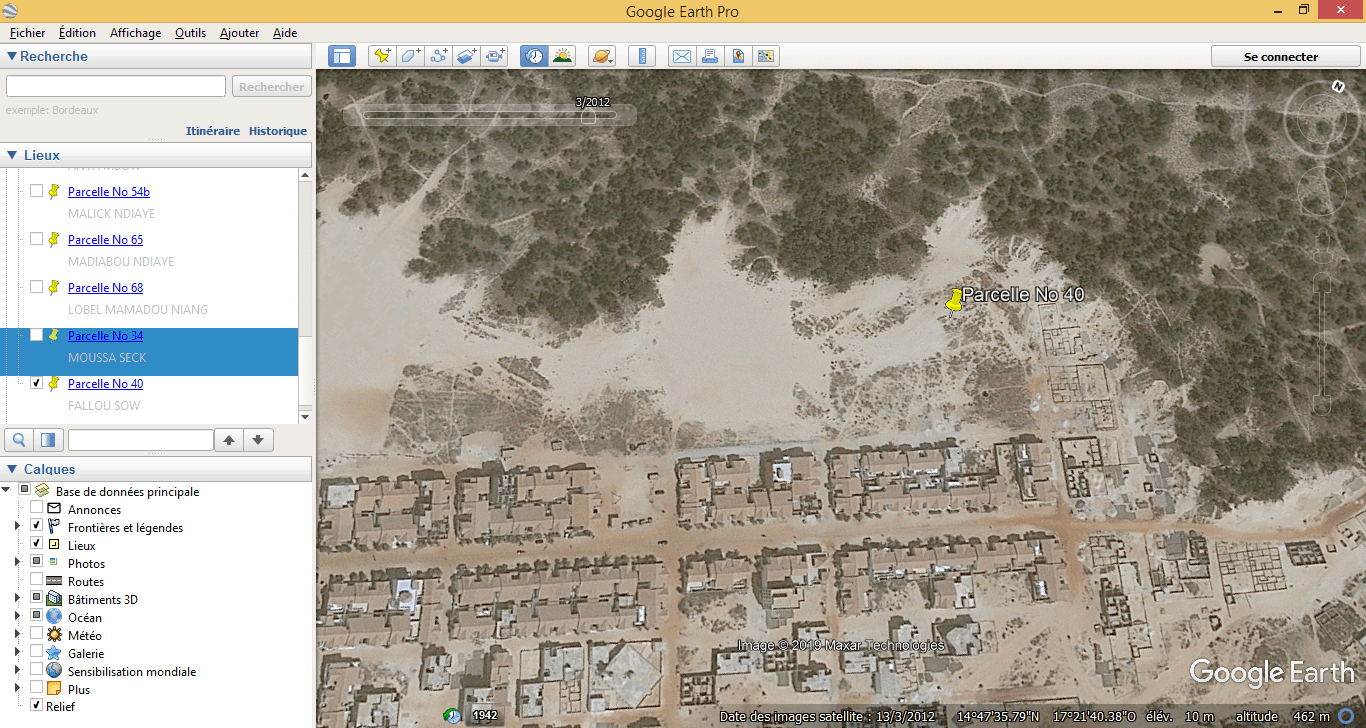 Google Earth Pro
Fichier Édition Affichage Outils Ajouter Aide
Recherche
Rechercher
exemple: Bordeaux
Itinéraire Historique
Lieux
Parcelle No 54b
MALICK NDIAYE
Parcelle No 65
MADIABOU NDIAYE
Parcelle No 68
LOBEL MAMADOU NIANG
Parcelle No 34
MOUSSA SECK
Parcelle No 40
FALLOU SOW
Calques
Base de données principale
Annonces
Frontières et légendes
Lieux
Photos
Routes
Bâtiments 3D
Océan
Météo
Galerie
Sensibilisation mondiale
Plus
Relief
Se connecter
3/2012
N
Parcelle No 40
Image © 2019 Maxar Technologies
Google Earth
1942
Date des images satellite : 13/3/2012 14°47'35.79"N 17°21'40.38"O élév. 10 m altitude 462 m